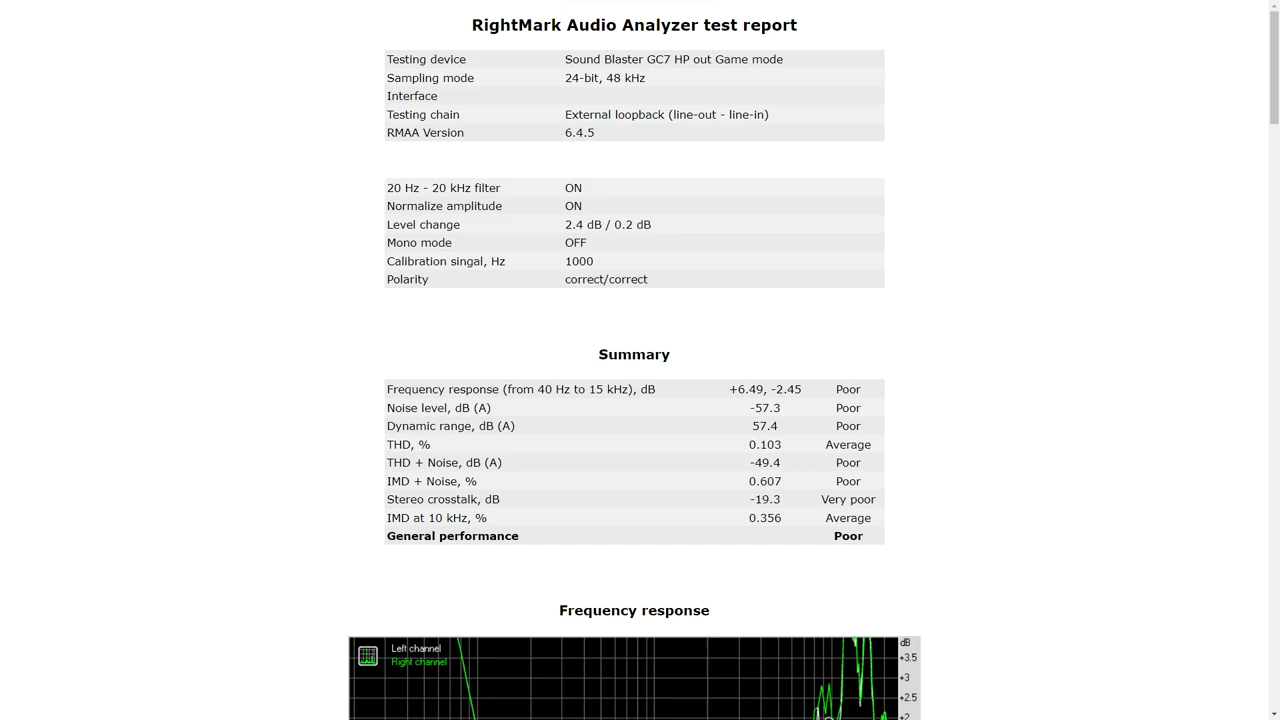 RightMark Audio Analyzer test report
Testing device Sound Blaster GC7 HP out Game mode
Sampling mode 24-bit, 48 kHz
Interface
Testing chain External loopback (line-out - line-in)
RMAA Version 6.4.5
20 Hz - 20 kHz filter ON
Normalize amplitude ON
Level change 2.4 dB / 0.2 dB
Mono mode OFF
Calibration singal, Hz 1000
Polarity correct/correct
Summary
Frequency response (from 40 Hz to 15 kHz), dB +6.49, -2.45 Poor
Noise level, dB (A) -57.3 Poor
Dynamic range, dB (A) 57.4 Poor
THD, % 0.103 Average
THD + Noise, dB (A) -49.4 Poor
IMD + Noise, % 0.607 Poor
Stereo crosstalk, dB -19.3 Very poor
IMD at 10 kHz, % 0.356 Average
General performance Poor
Frequency response
Left channel dB
Right channel +3.5
+3
+2.5
+2